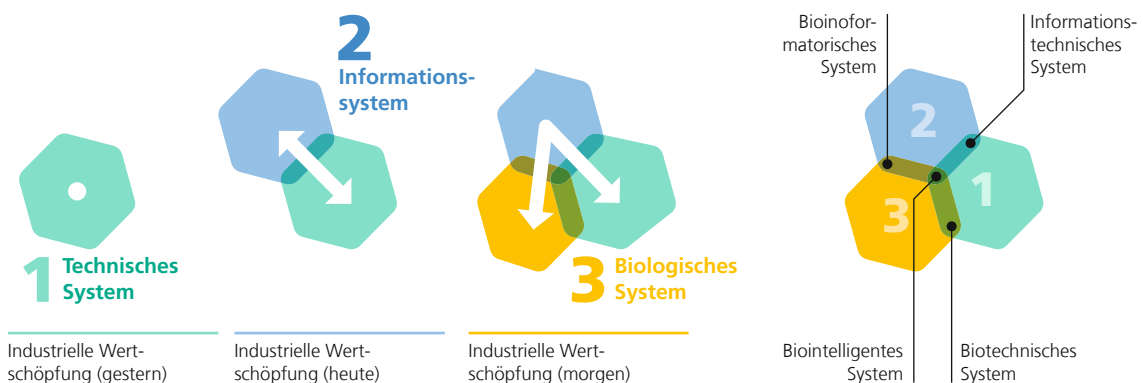 2
Informations-
system
1
Technisches
System
3
Biologisches
System
Industrielle Wert-
schöpfung (gestern)
Industrielle Wert-
schöpfung (heute)
Industrielle Wert-
schöpfung (morgen)
Bioinofor-
matorisches
System
Informations-
technisches
System
2
1
3
Biointelligentes
System
Biotechnisches
System